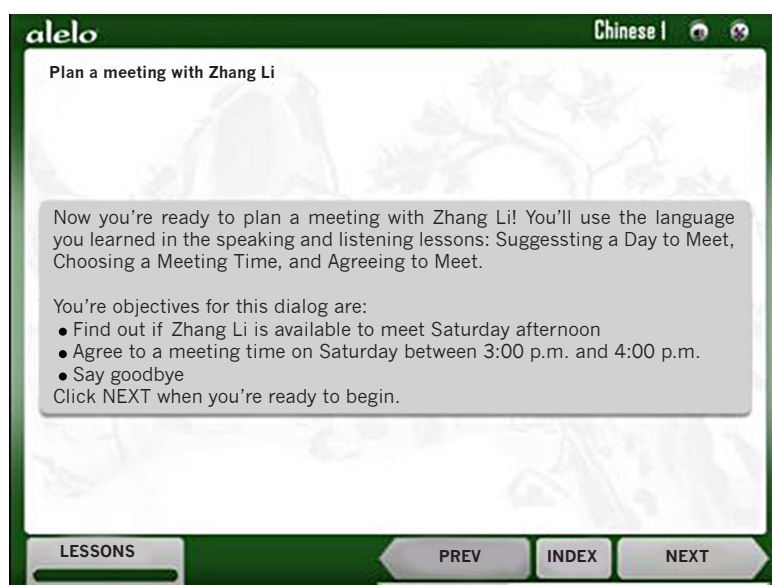 alelo
Chinese I
Plan a meeting with Zhang Li
Now you're ready to plan a meeting with Zhang Li! You'll use the language
you learned in the speaking and listening lessons: Suggessting a Day to Meet,
Choosing a Meeting Time, and Agreeing to Meet.
You're objectives for this dialog are:
● Find out if Zhang Li is available to meet Saturday afternoon
● Agree to a meeting time on Saturday between 3:00 p.m. and 4:00 p.m.
● Say goodbye
Click NEXT when you're ready to begin.
LESSONS
PREV
INDEX
NEXT